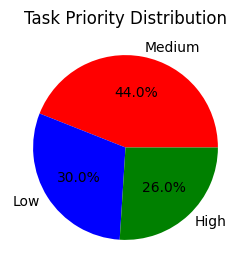 Task Priority Distribution
Medium
44.0%
30.0%
26.0%
Low
High